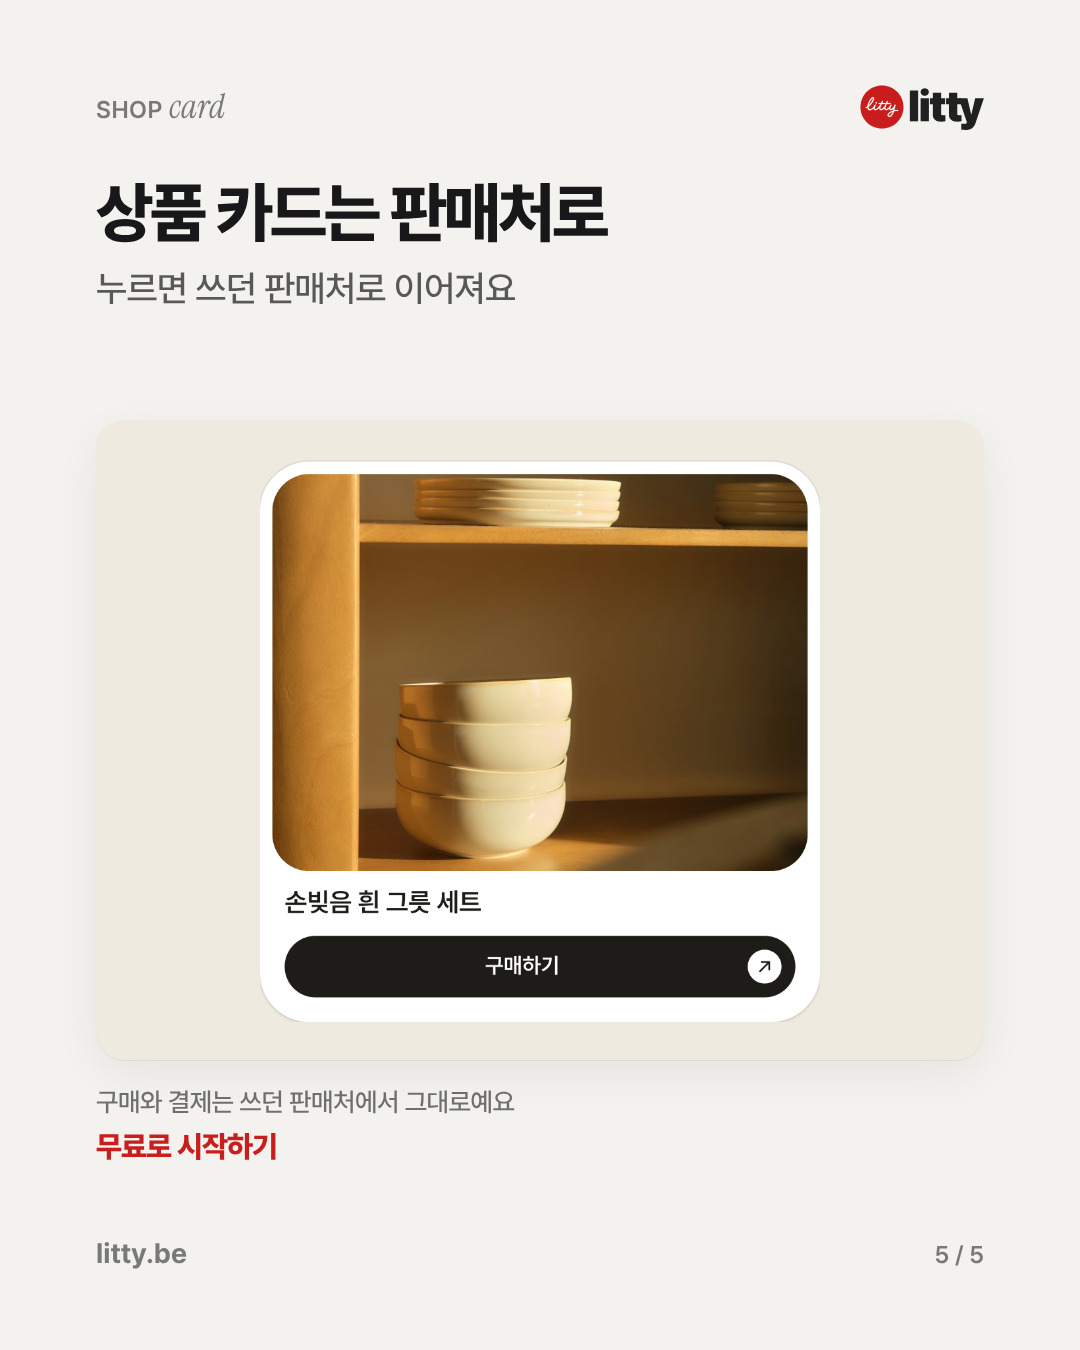 SHOP card
litty litty
상품 카드는 판매처로
누르면 쓰던 판매처로 이어져요
손빚음 흰 그릇 세트
구매하기
구매와 결제는 쓰던 판매처에서 그대로예요
무료로 시작하기
litty.be
5 / 5